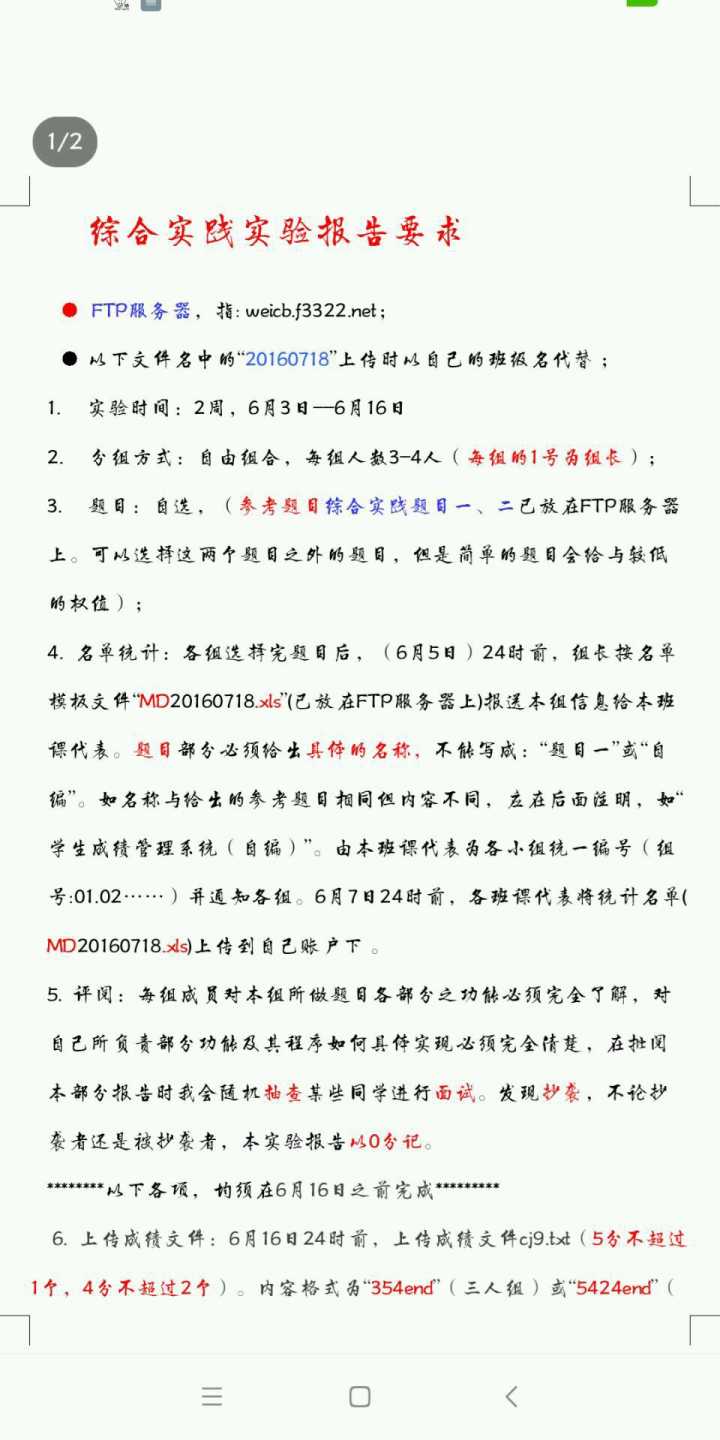 1/2
综合实践实验报告要求
● FTP服务器，指: weicb.f3322.net；
● 以下文件名中的“20160718”上传时以自己的班级名代替；
1. 实验时间：2周，6月3日—6月16日
2. 分组方式：自由组合，每组人数3-4人（每组的1号为组长）；
3. 题目：自选，（参考题目综合实践题目一、二已放在FTP服务器
上。可以选择这两个题目之外的题目，但是简单的题目会给与较低
的权值）；
4. 名单统计：各组选择完题目后，（6月5日）24时前，组长按名单
模板文件“MD20160718.xls”(已放在FTP服务器上)报送本组信息给本班
课代表。题目部分必须给出具体的名称，不能写成：“题目一”或“自
编”。如名称与给出的参考题目相同但内容不同，应在后面注明，如“
学生成绩管理系统（自编）”。由本班课代表为各小组统一编号（组
号:01.02……）并通知各组。6月7日24时前，各班课代表将统计名单(
MD20160718.xls)上传到自己账户下 。
5. 评阅：每组成员对本组所做题目各部分之功能必须完全了解，对
自己所负责部分功能及其程序如何具体实现必须完全清楚，在批阅
本部分报告时我会随机抽查某些同学进行面试。发现抄袭，不论抄
袭者还是被抄袭者，本实验报告以0分记。
********以下各项，均须在6月16日之前完成*********
6. 上传成绩文件：6月16日24时前，上传成绩文件cj9.txt（5分不超过
1个，4分不超过2个）。内容格式为“354end”（三人组）或“5424end”（